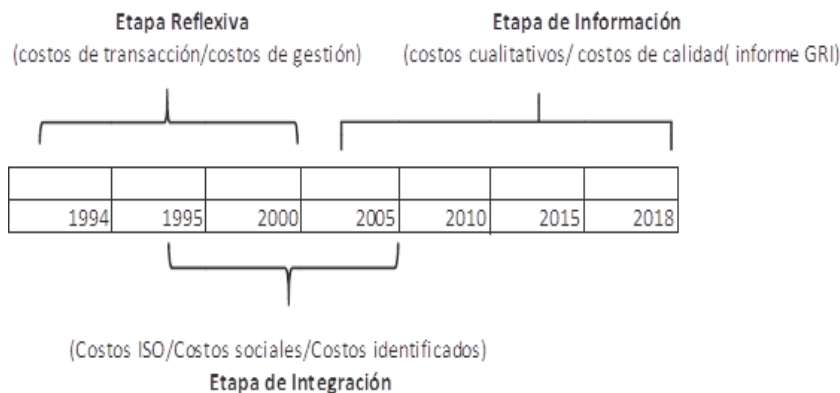 Etapa Reflexiva
(costos de transacción/costos de gestión)
Etapa de Información
(costos cualitativos/ costos de calidad( informe GRI)
1994 1995 2000 2005 2010 2015 2018
(Costos ISO/Costos sociales/Costos identificados)
Etapa de Integración